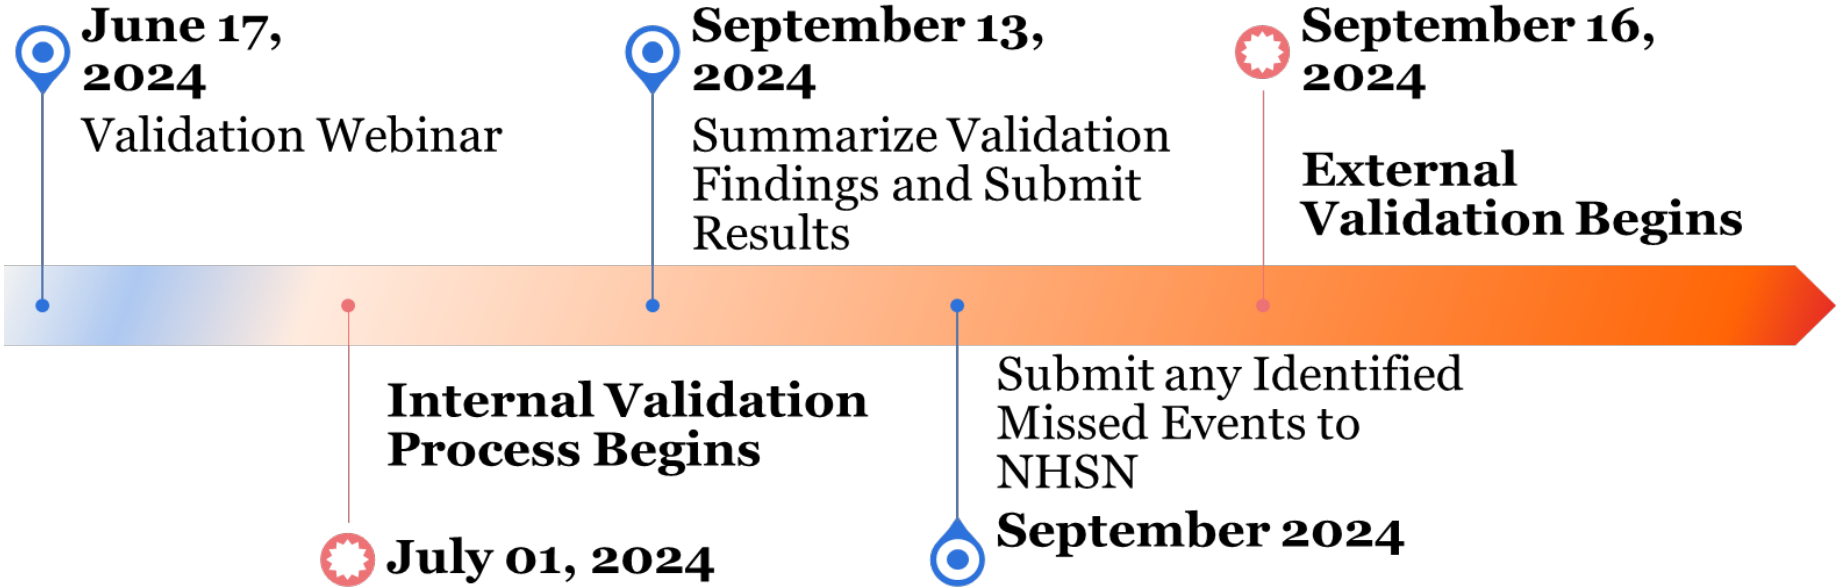 June 17,
2024
Validation Webinar
September 13,
2024
Summarize Validation
Findings and Submit
Results
September 16,
2024
External
Validation Begins
Internal Validation
Process Begins
July 01, 2024
Submit any Identified
Missed Events to
NHSN
September 2024